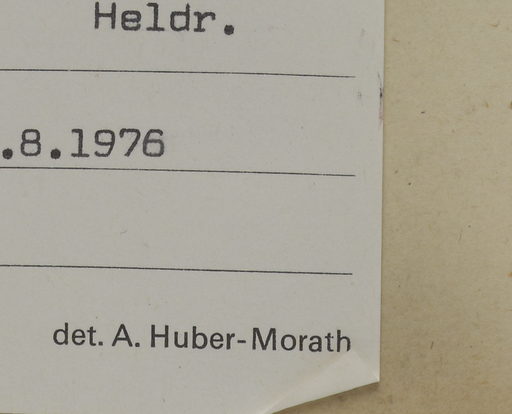 Heldr.
.8.1976
det. A. Huber-Morath